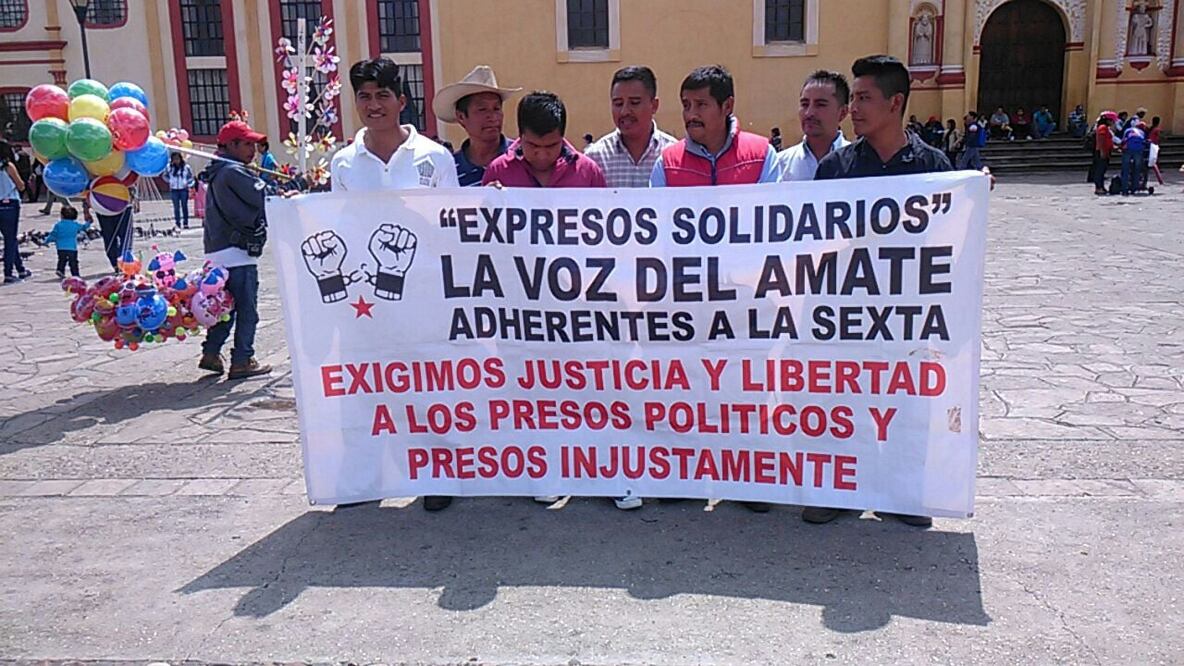 “EXPRESOS SOLIDARIOS”
LA VOZ DEL AMATE
ADHERENTES A LA SEXTA
EXIGIMOS JUSTICIA Y LIBERTAD
A LOS PRESOS POLITICOS Y
PRESOS INJUSTAMENTE